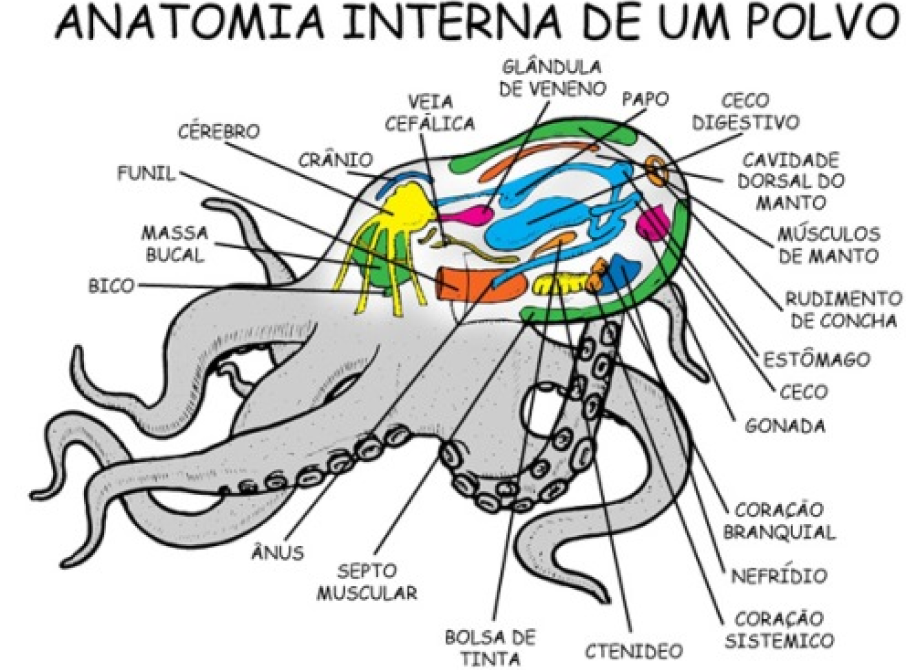 ANATOMIA INTERNA DE UM POLVO
GLÂNDULA
DE VENENO
VEIA
CEFÁLICA
PAPO
CECO
DIGESTIVO
CÉREBRO
CRÂNIO
FUNIL
CAVIDADE
DORSAL DO
MANTO
MASSA
BUCAL
MÚSCULOS
DE MANTO
BICO
RUDIMENTO
DE CONCHA
ESTÔMAGO
CECO
GONADA
CORAÇÃO
BRANQUIAL
ÂNUS
SEPTO
MUSCULAR
NEFRÍDIO
CORAÇÃO
SISTEMICO
BOLSA DE
TINTA
CTENIDEO